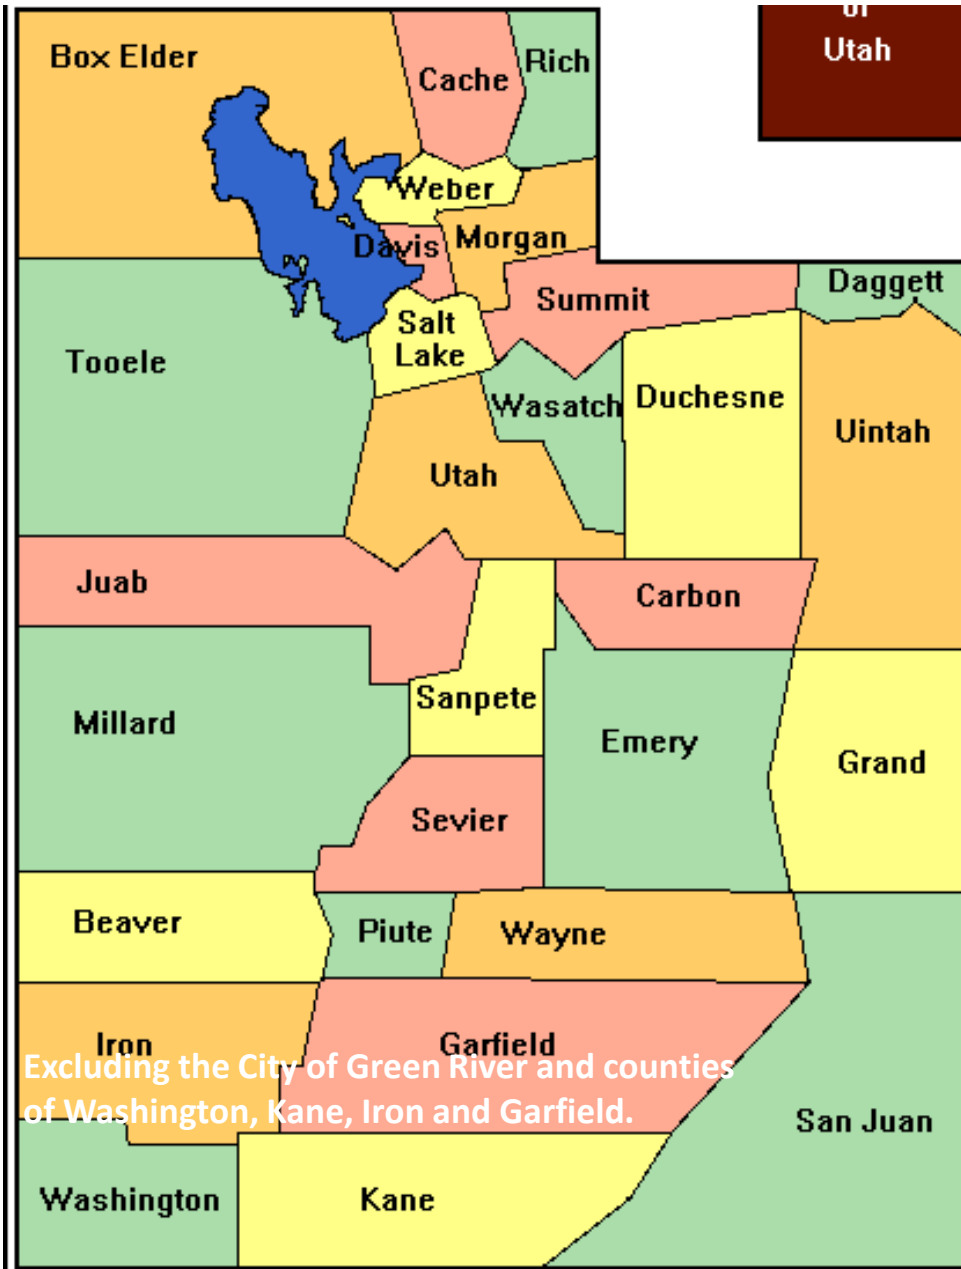 of
Utah
Box Elder
Cache
Rich
Weber
Davis
Morgan
Daggett
Summit
Salt
Lake
Tooele
Wasatch
Duchesne
Uintah
Utah
Juab
Carbon
Sanpete
Millard
Emery
Grand
Sevier
Beaver
Piute
Wayne
Iron
Garfield
Excluding the City of Green River and counties
of Washington, Kane, Iron and Garfield.
San Juan
Washington
Kane